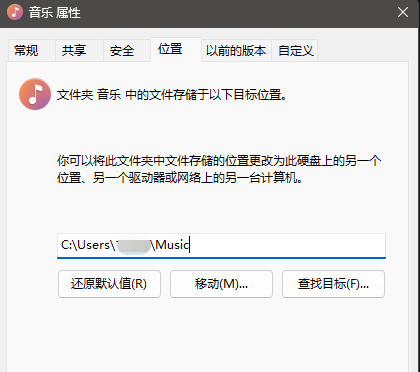 音乐 属性
常规 共享 安全 位置 以前的版本 自定义
文件夹 音乐 中的文件存储于以下目标位置。
你可以将此文件夹中文件存储的位置更改为此硬盘上的另一个
位置、另一个驱动器或网络上的另一台计算机。
C:\Users\ \Music
还原默认值(R) 移动(M)... 查找目标(F)...